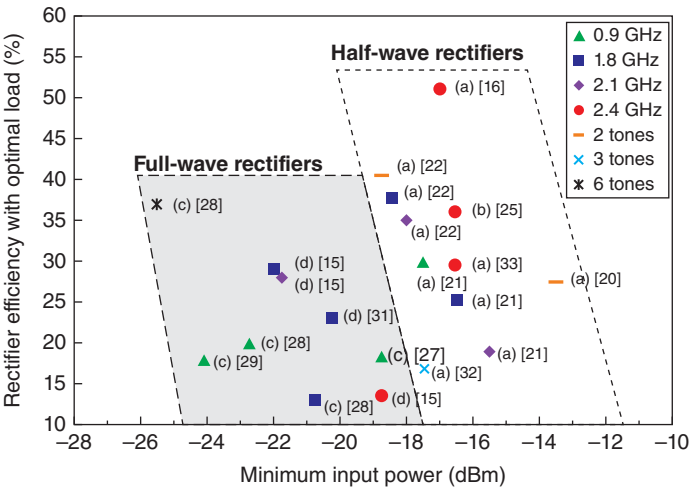 Rectifier efficiency with optimal load (%)
60
55
50
45
40
35
30
25
20
15
10
Half-wave rectifiers
Full-wave rectifiers
0.9 GHz
1.8 GHz
2.1 GHz
2.4 GHz
2 tones
3 tones
6 tones
(a) [16]
(a) [22]
(a) [22]
(c) [28]
(b) [25]
(a) [22]
(d) [15]
(a) [33]
(d) [15]
(a) [21]
(a) [20]
(a) [21]
(d) [31]
(c) [28]
(c) [27]
(a) [21]
(c) [29]
(a) [32]
(d) [15]
(c) [28]
–28
–26
–24
–22
–20
–18
–16
–14
–12
–10
Minimum input power (dBm)